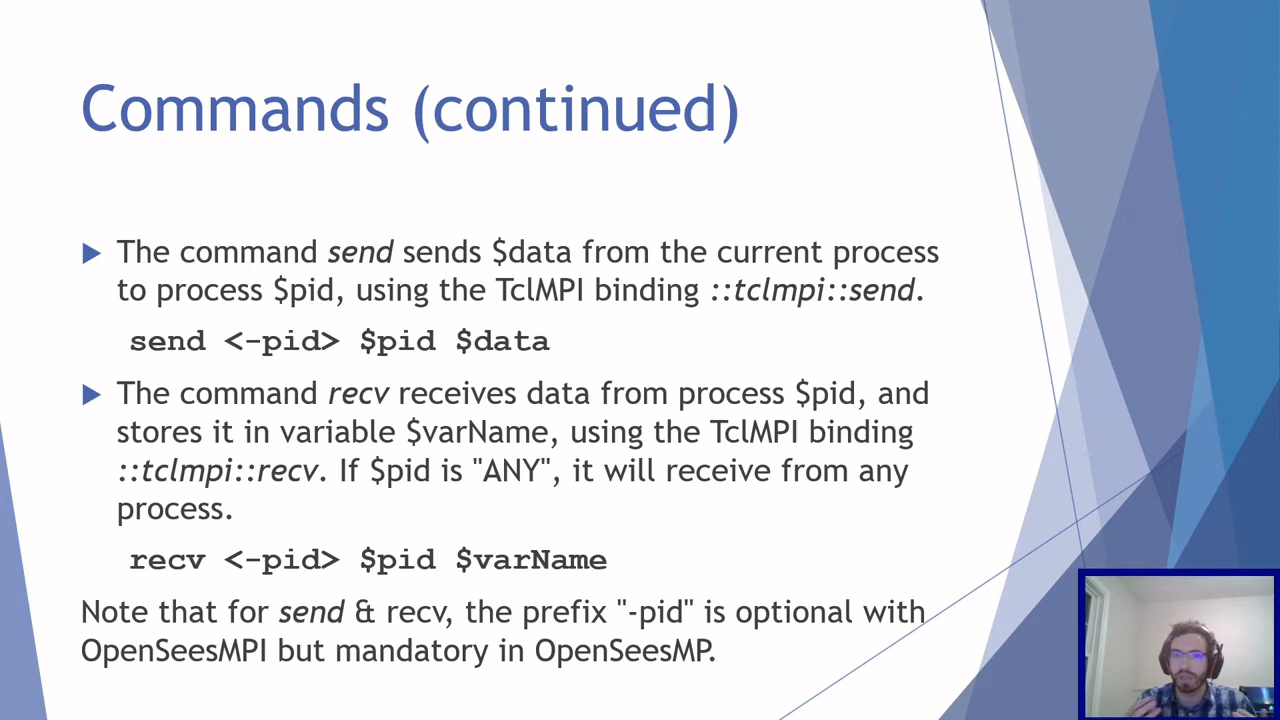 Commands (continued)
The command send sends $data from the current process
to process $pid, using the TclMPI binding ::tclmpi::send.
send <-pid> $pid $data
The command recv receives data from process $pid, and
stores it in variable $varName, using the TclMPI binding
::tclmpi::recv. If $pid is "ANY", it will receive from any
process.
recv <-pid> $pid $varName
Note that for send & recv, the prefix "-pid" is optional with
OpenSeesMPI but mandatory in OpenSeesMP.